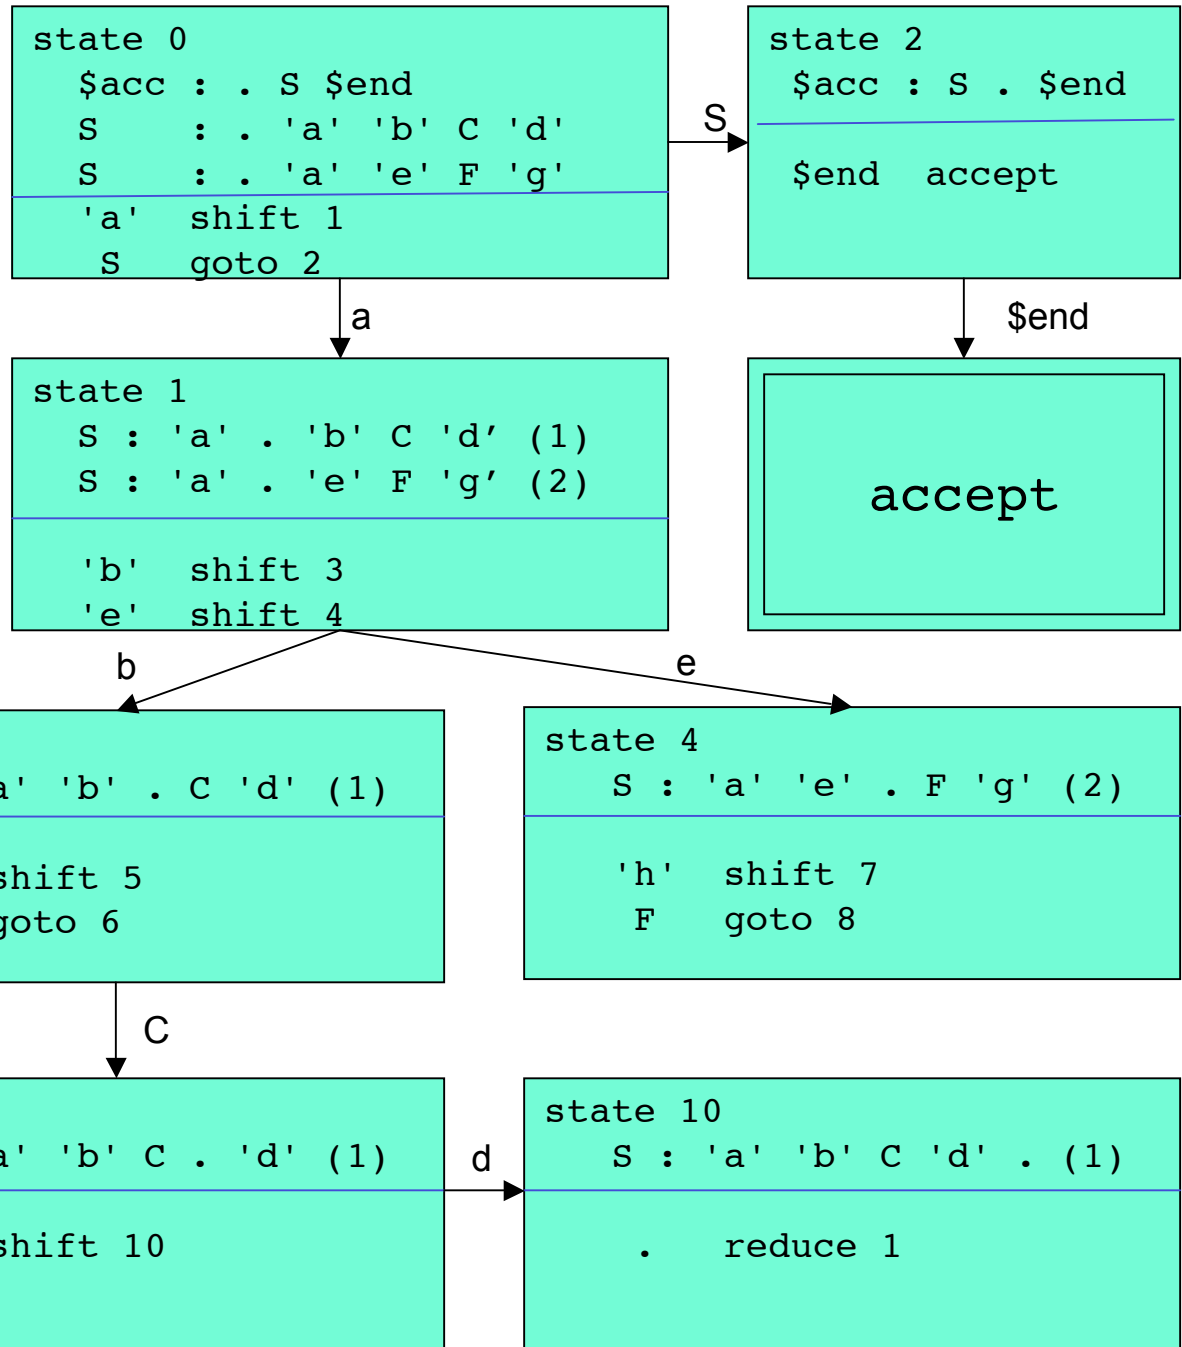 state 0
$acc : . S $end
S : . 'a' 'b' C 'd'
S : . 'a' 'e' F 'g'
'a' shift 1
S goto 2
S
state 2
$acc : S . $end
$end accept
a
$end
state 1
S : 'a' . 'b' C 'd’ (1)
S : 'a' . 'e' F 'g’ (2)
'b' shift 3
'e' shift 4
accept
b
e
'b' . C 'd' (1)
shift 5
goto 6
state 4
S : 'a' 'e' . F 'g' (2)
'h' shift 7
F goto 8
C
'b' C . 'd' (1)
shift 10
d
state 10
S : 'a' 'b' C 'd' . (1)
. reduce 1